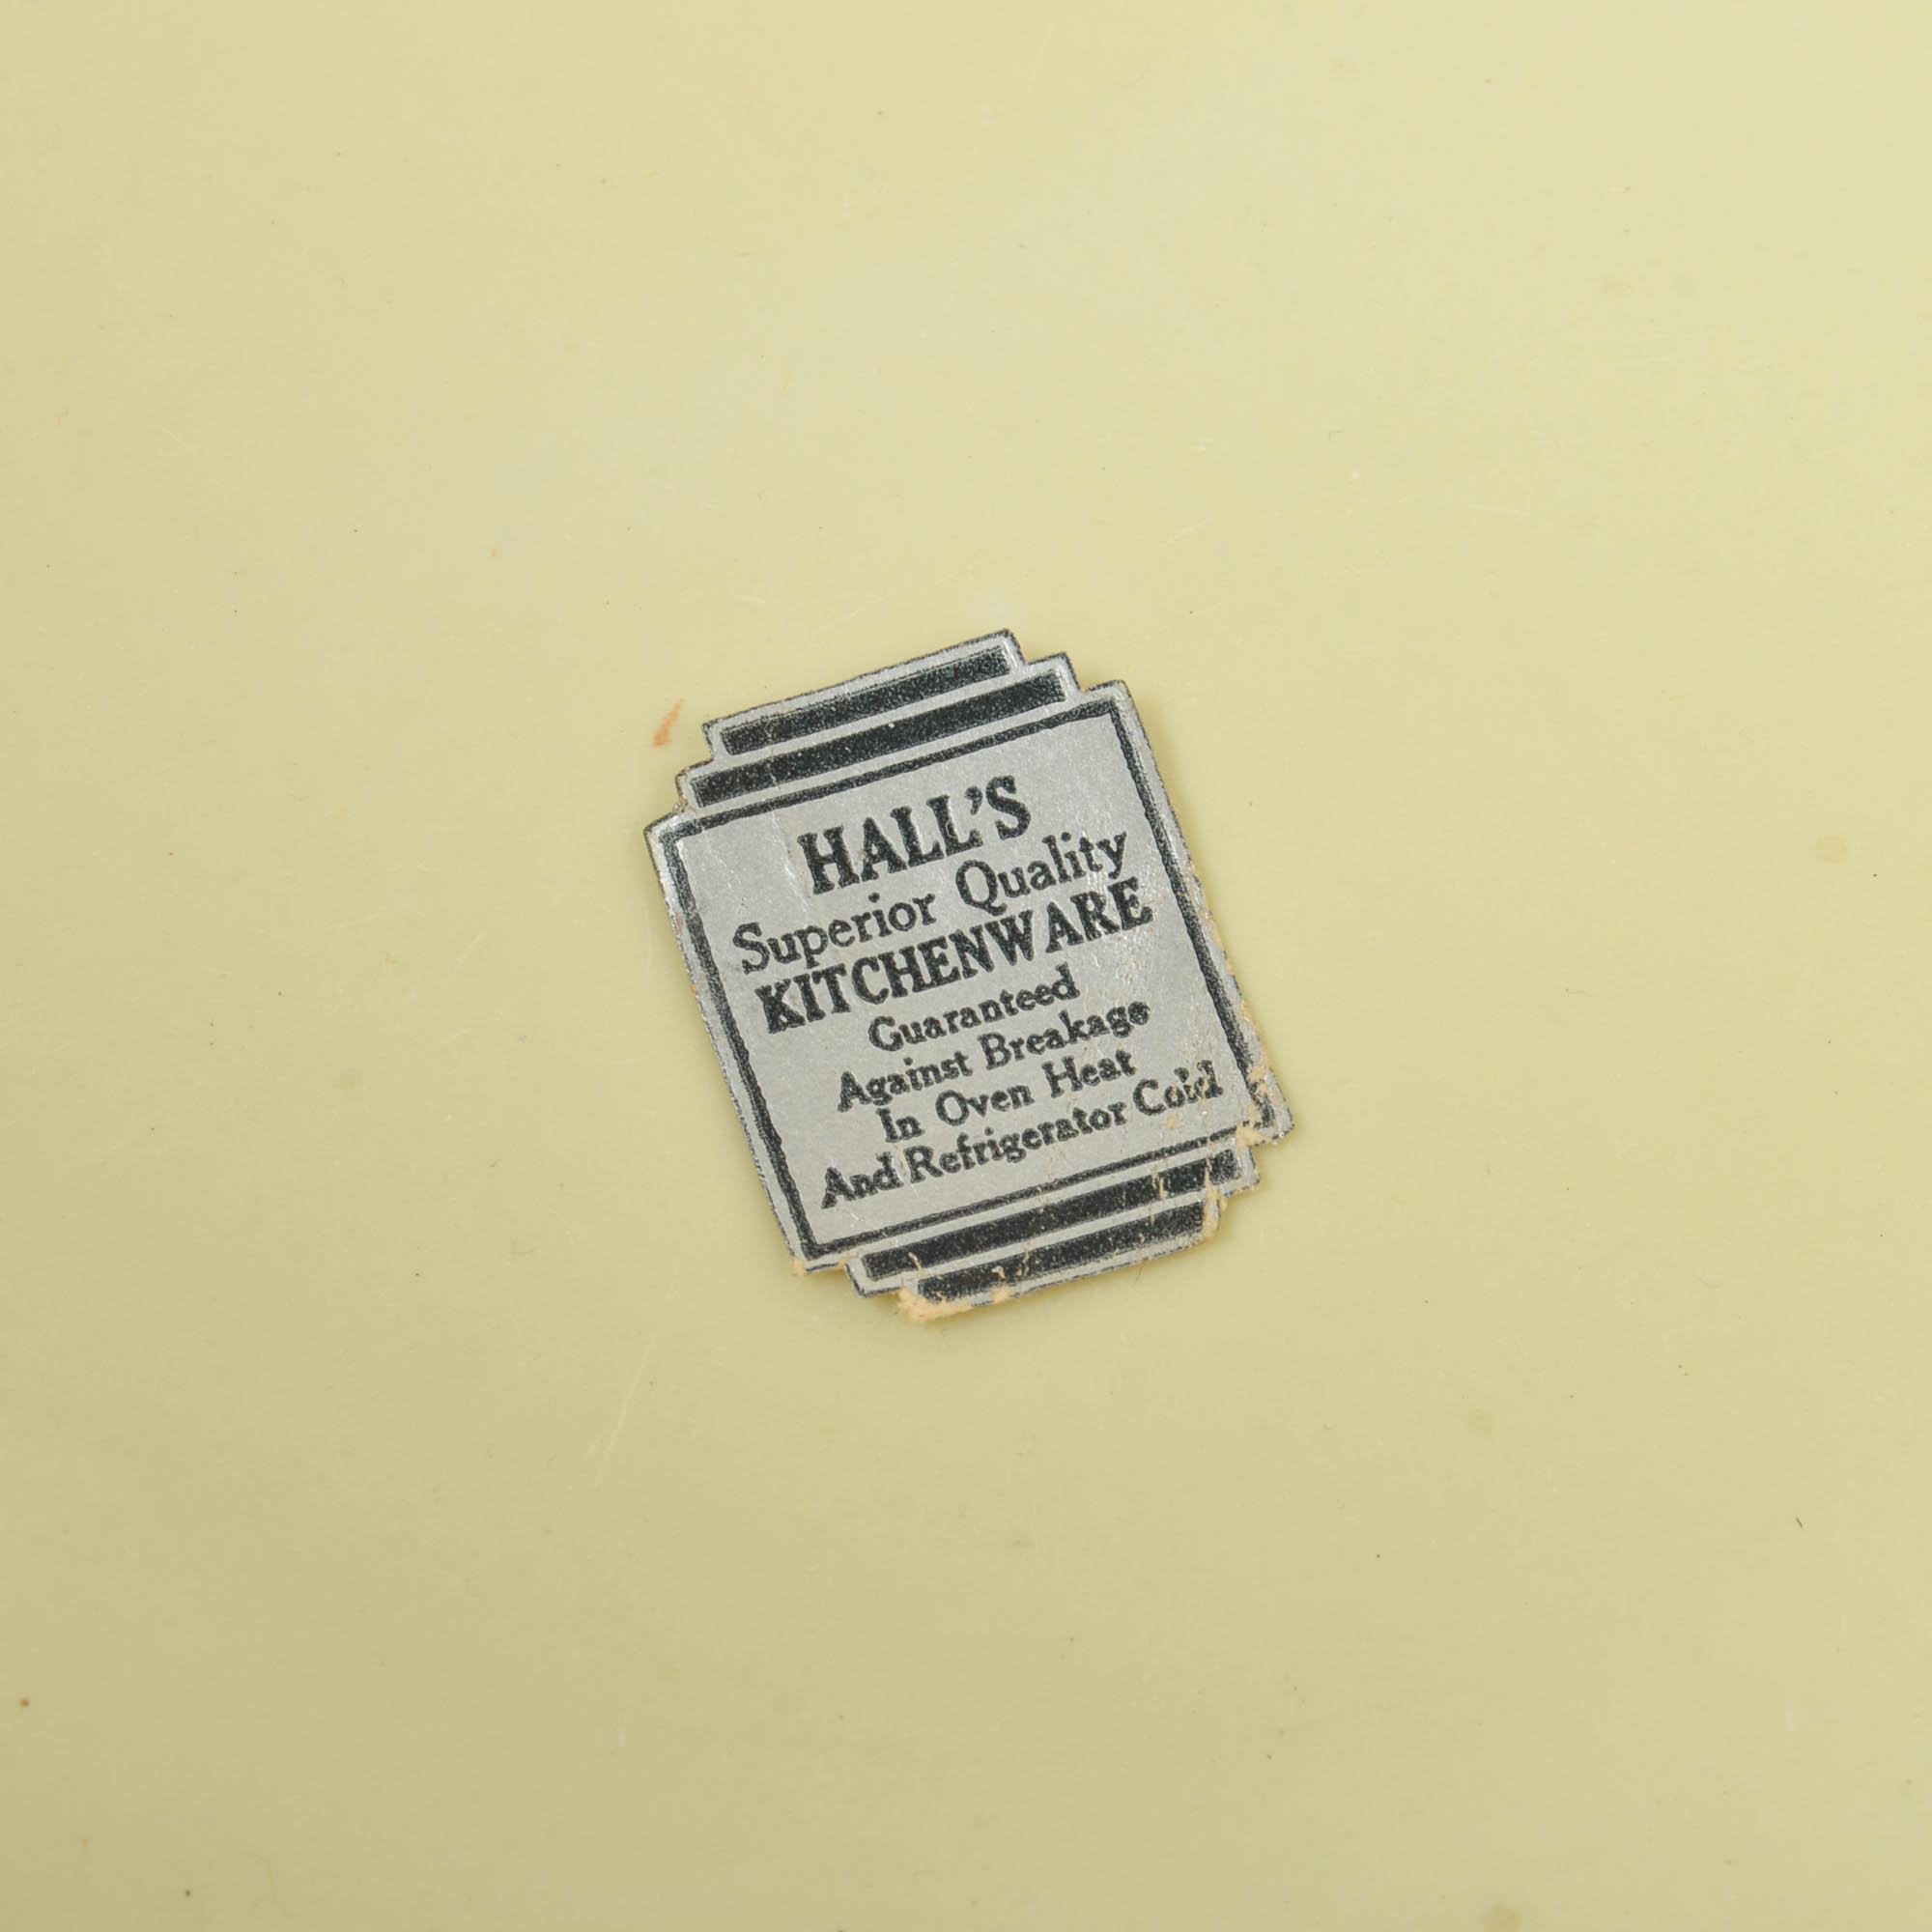 HALL'S
Superior Quality
KITCHENWARE
Guaranteed
Against Breakage
In Oven Heat
And Refrigerator Cold